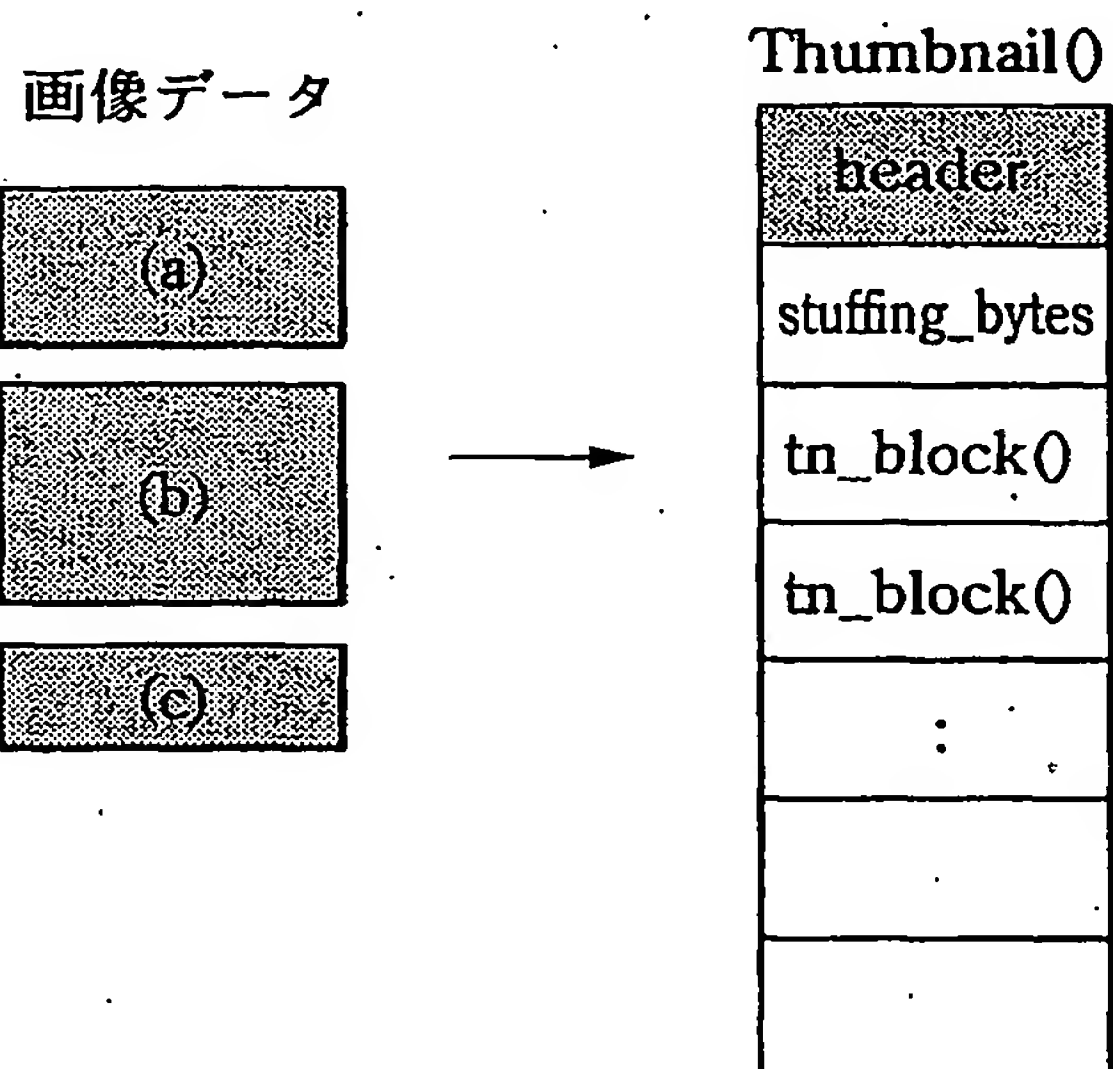 画像データ
(a)
(b)
(c)
Thumbnail()
header
stuffing_bytes
tn_block()
tn_block()
: